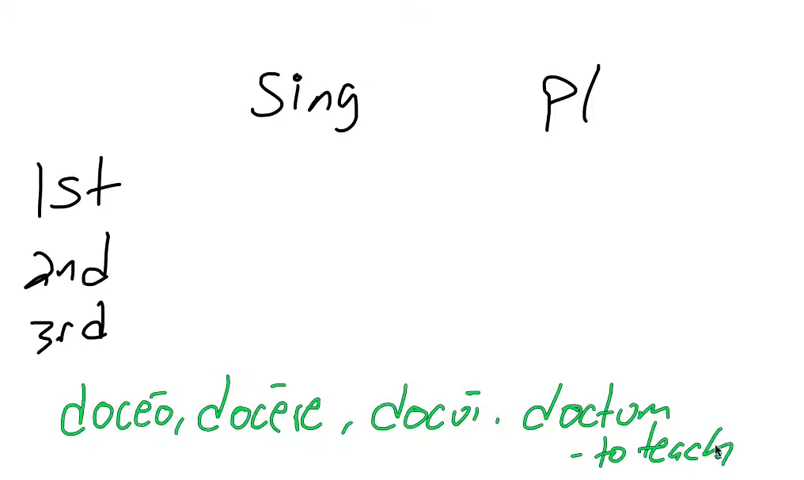 Sing Pl
1st
2nd
3rd
doceō, docēre, docuī. doctum
- to teach